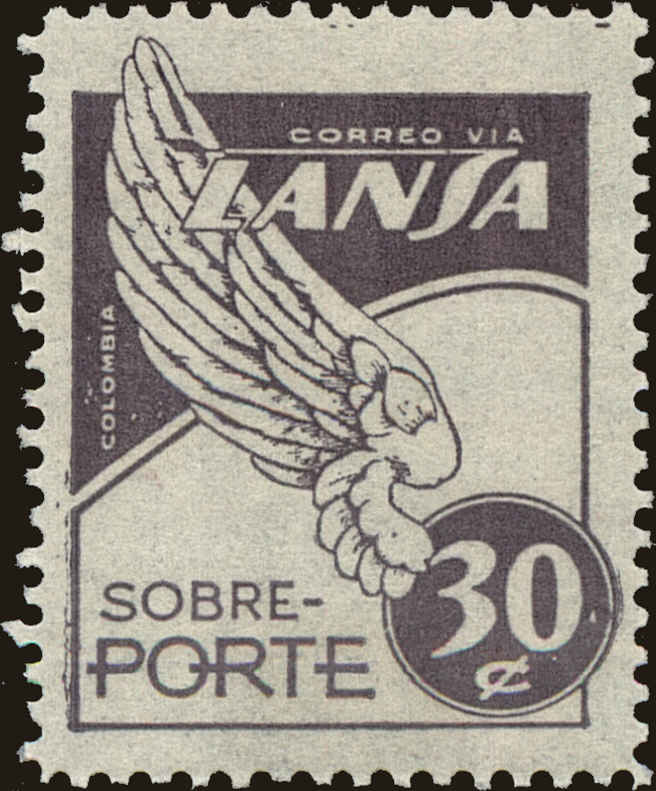 CORREO VIA
LANSA
COLOMBIA
SOBRE-
PORTE
30
¢